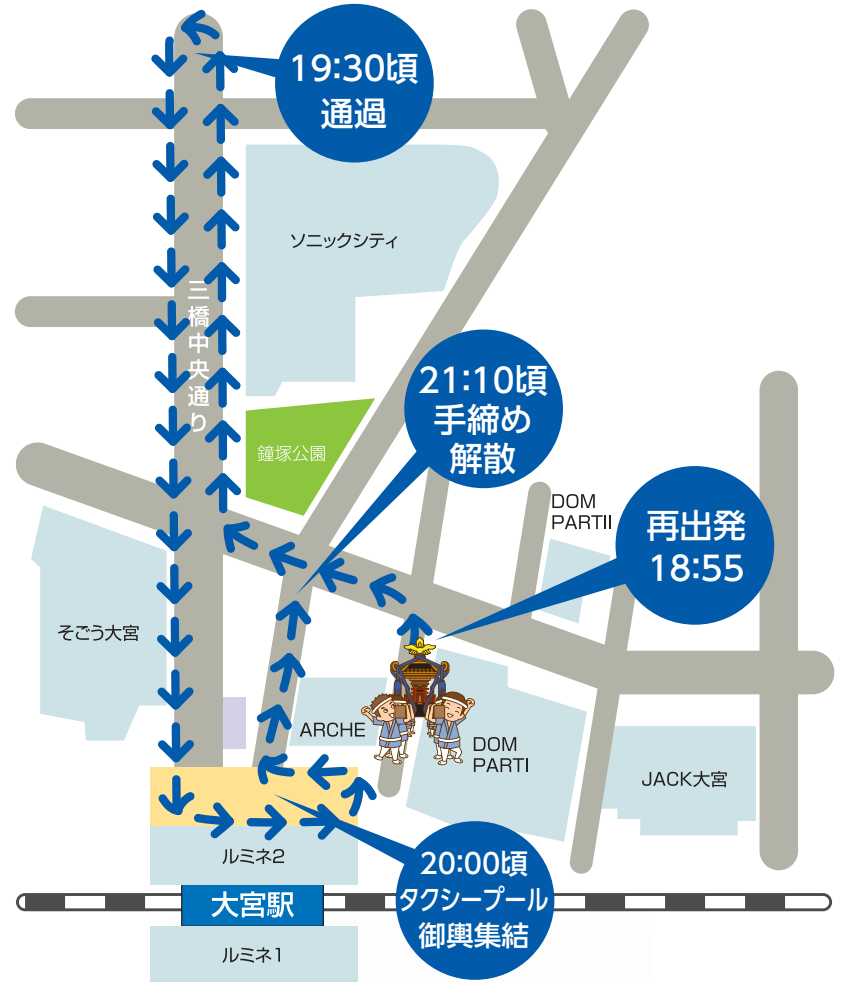 19:30頃
通過
ソニックシティ
三橋中央通り
21:10頃
手締め
解散
鐘塚公園
DOM
PARTII
再出発
18:55
そごう大宮
ARCHE
DOM
PARTI
JACK大宮
ルミネ2
20:00頃
タクシープール
御輿集結
大宮駅
ルミネ1